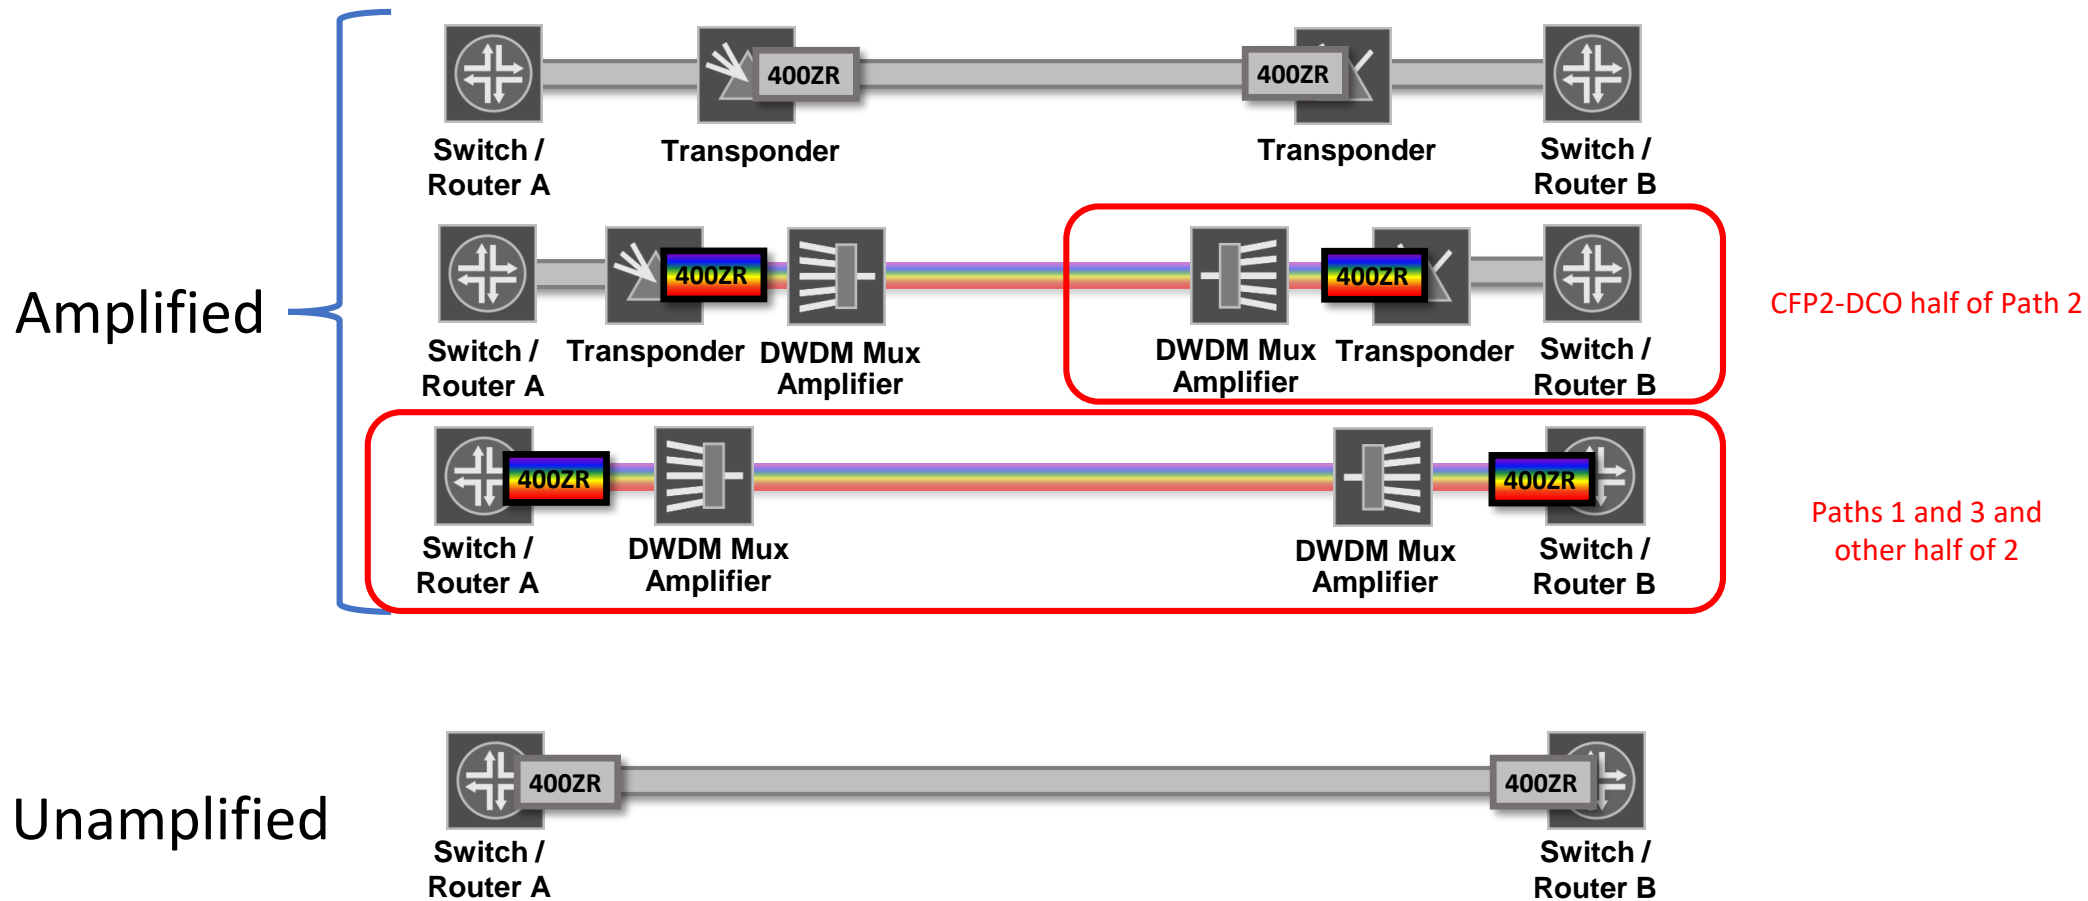 400ZR
400ZR
Switch /
Router A
Transponder
Transponder
Switch /
Router B
Amplified
400ZR
400ZR
CFP2-DCO half of Path 2
Switch /
Router A
Transponder
DWDM Mux
Amplifier
DWDM Mux
Amplifier
Transponder
Switch /
Router B
400ZR
400ZR
Paths 1 and 3 and
other half of 2
Switch /
Router A
DWDM Mux
Amplifier
DWDM Mux
Amplifier
Switch /
Router B
Unamplified
400ZR
400ZR
Switch /
Router A
Switch /
Router B